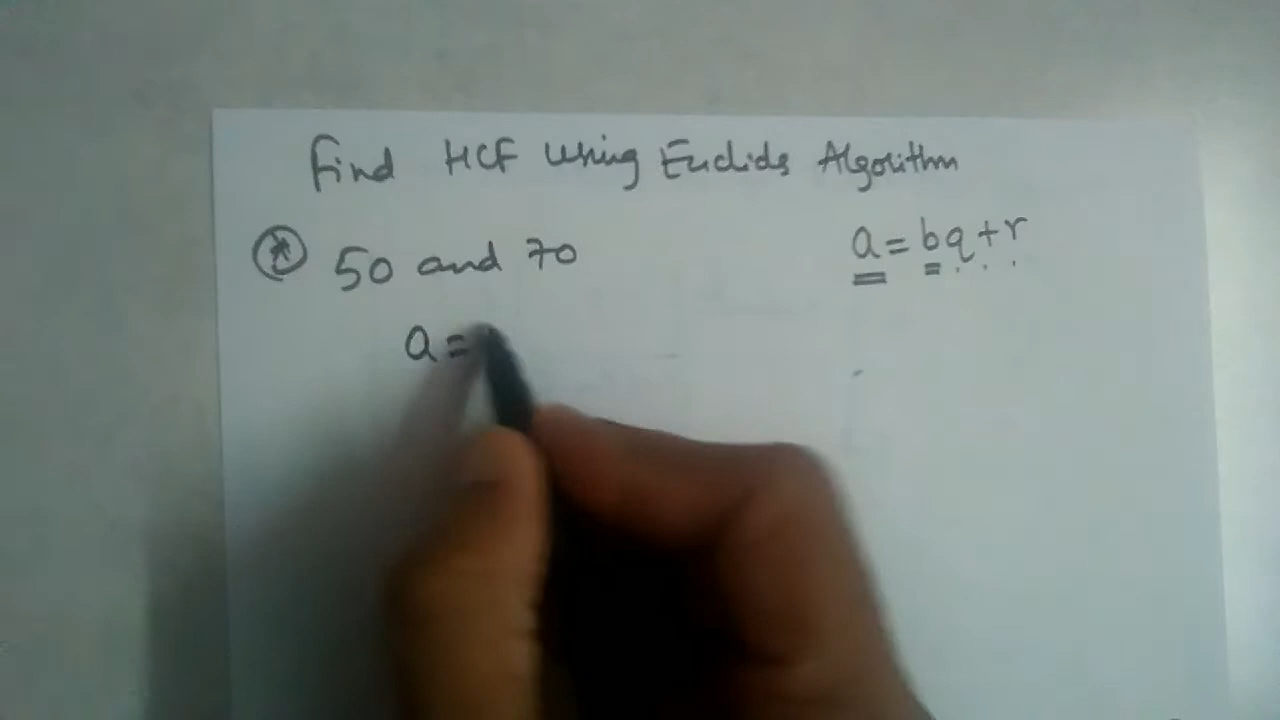 Find HCF Using Euclids Algorithm
* 50 and 70
a = bq + r
a =